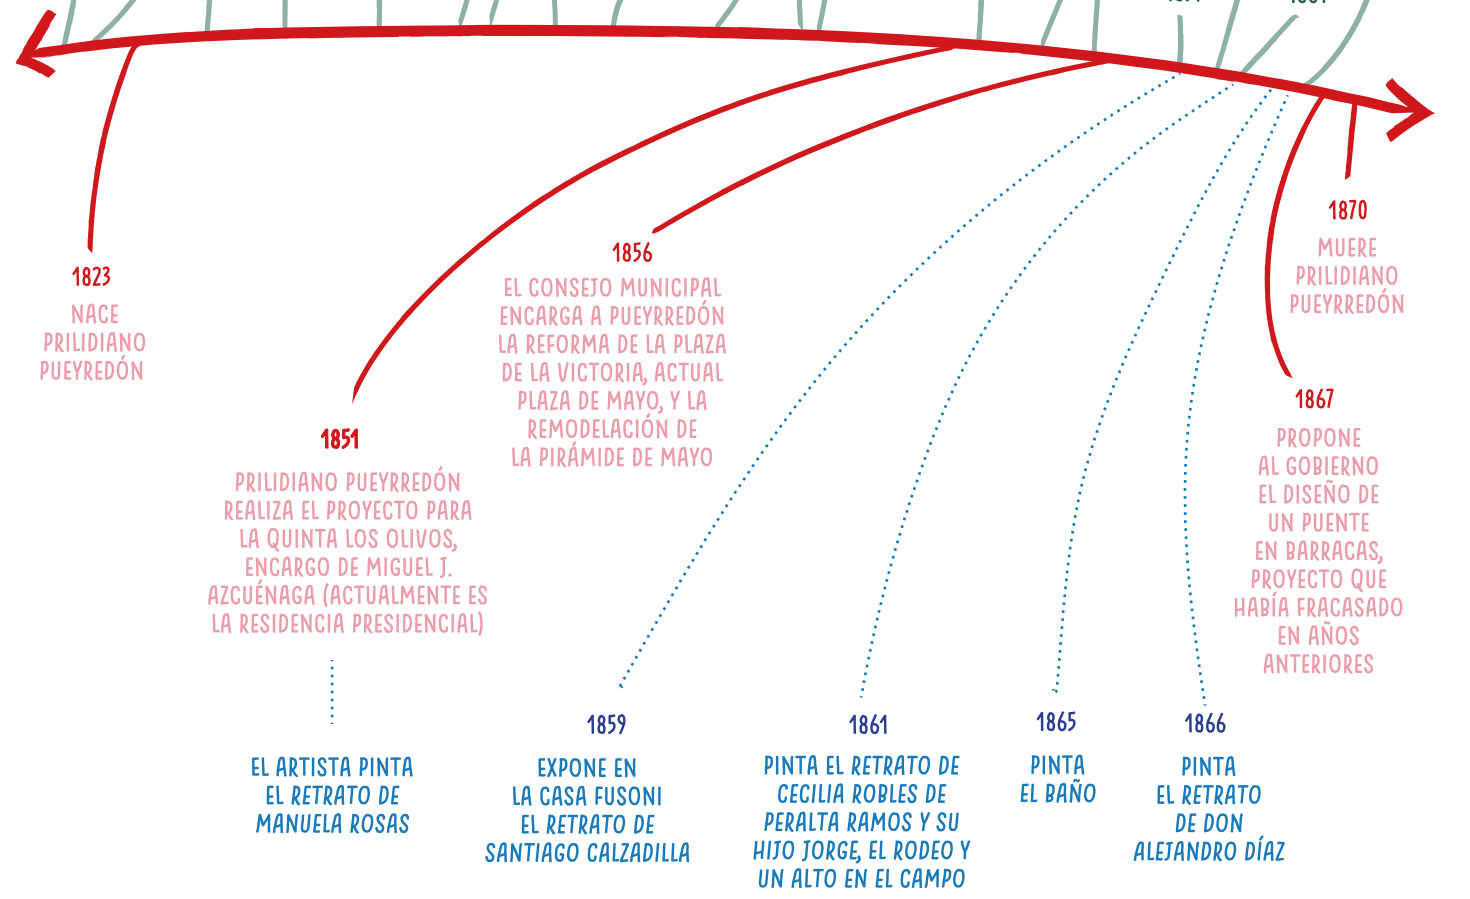 1823
NACE
PRILIDIANO
PUEYREDÓN
1851
PRILIDIANO PUEYRREDÓN
REALIZA EL PROYECTO PARA
LA QUINTA LOS OLIVOS,
ENCARGO DE MIGUEL J.
AZCUÉNAGA (ACTUALMENTE ES
LA RESIDENCIA PRESIDENCIAL)
EL ARTISTA PINTA
EL RETRATO DE
MANUELA ROSAS
1856
EL CONSEJO MUNICIPAL
ENCARGA A PUEYRREDÓN
LA REFORMA DE LA PLAZA
DE LA VICTORIA, ACTUAL
PLAZA DE MAYO, Y LA
REMODELACIÓN DE
LA PIRÁMIDE DE MAYO
1859
EXPONE EN
LA CASA FUSONI
EL RETRATO DE
SANTIAGO CALZADILLA
1861
PINTA EL RETRATO DE
CECILIA ROBLES DE
PERALTA RAMOS Y SU
HIJO JORGE, EL RODEO Y
UN ALTO EN EL CAMPO
1865
PINTA
EL BAÑO
1866
PINTA
EL RETRATO
DE DON
ALEJANDRO DÍAZ
1867
PROPONE
AL GOBIERNO
EL DISEÑO DE
UN PUENTE
EN BARRACAS,
PROYECTO QUE
HABÍA FRACASADO
EN AÑOS
ANTERIORES
1870
MUERE
PRILIDIANO
PUEYRREDÓN